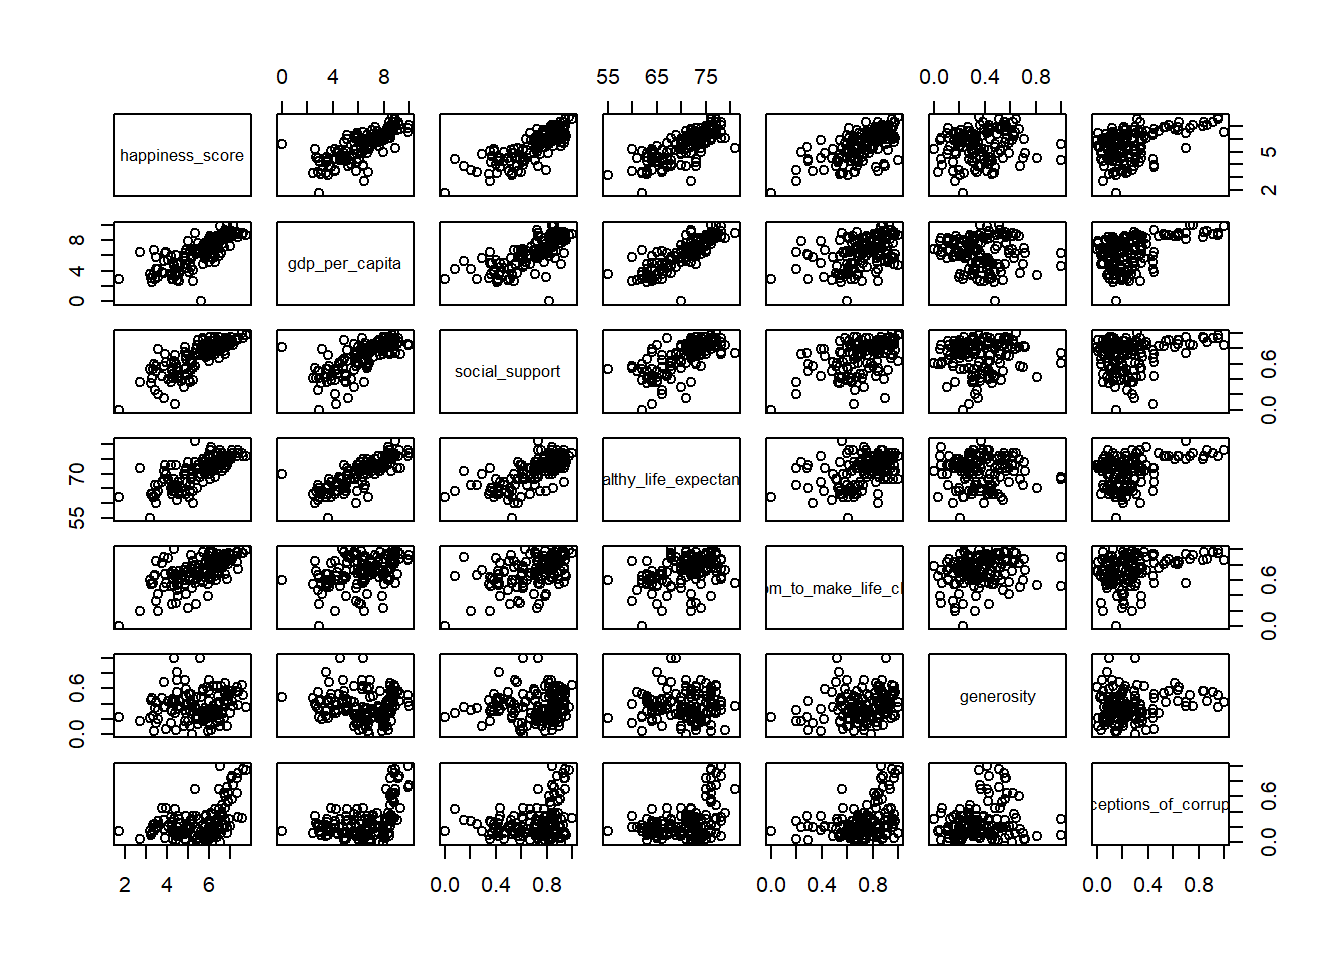 0 4 8 55 65 75 0.0 0.4 0.8
happiness_score 2 5
0 4 8 gdp_per_capita
social_support 0.0 0.6
55 70 althy_life_expectan
om_to_make_life_cl 0.0 0.6
0.0 0.6 generosity
ceptions_of_corrup 0.0 0.6
2 4 6 0.0 0.4 0.8 0.0 0.4 0.8 0.0 0.4 0.8